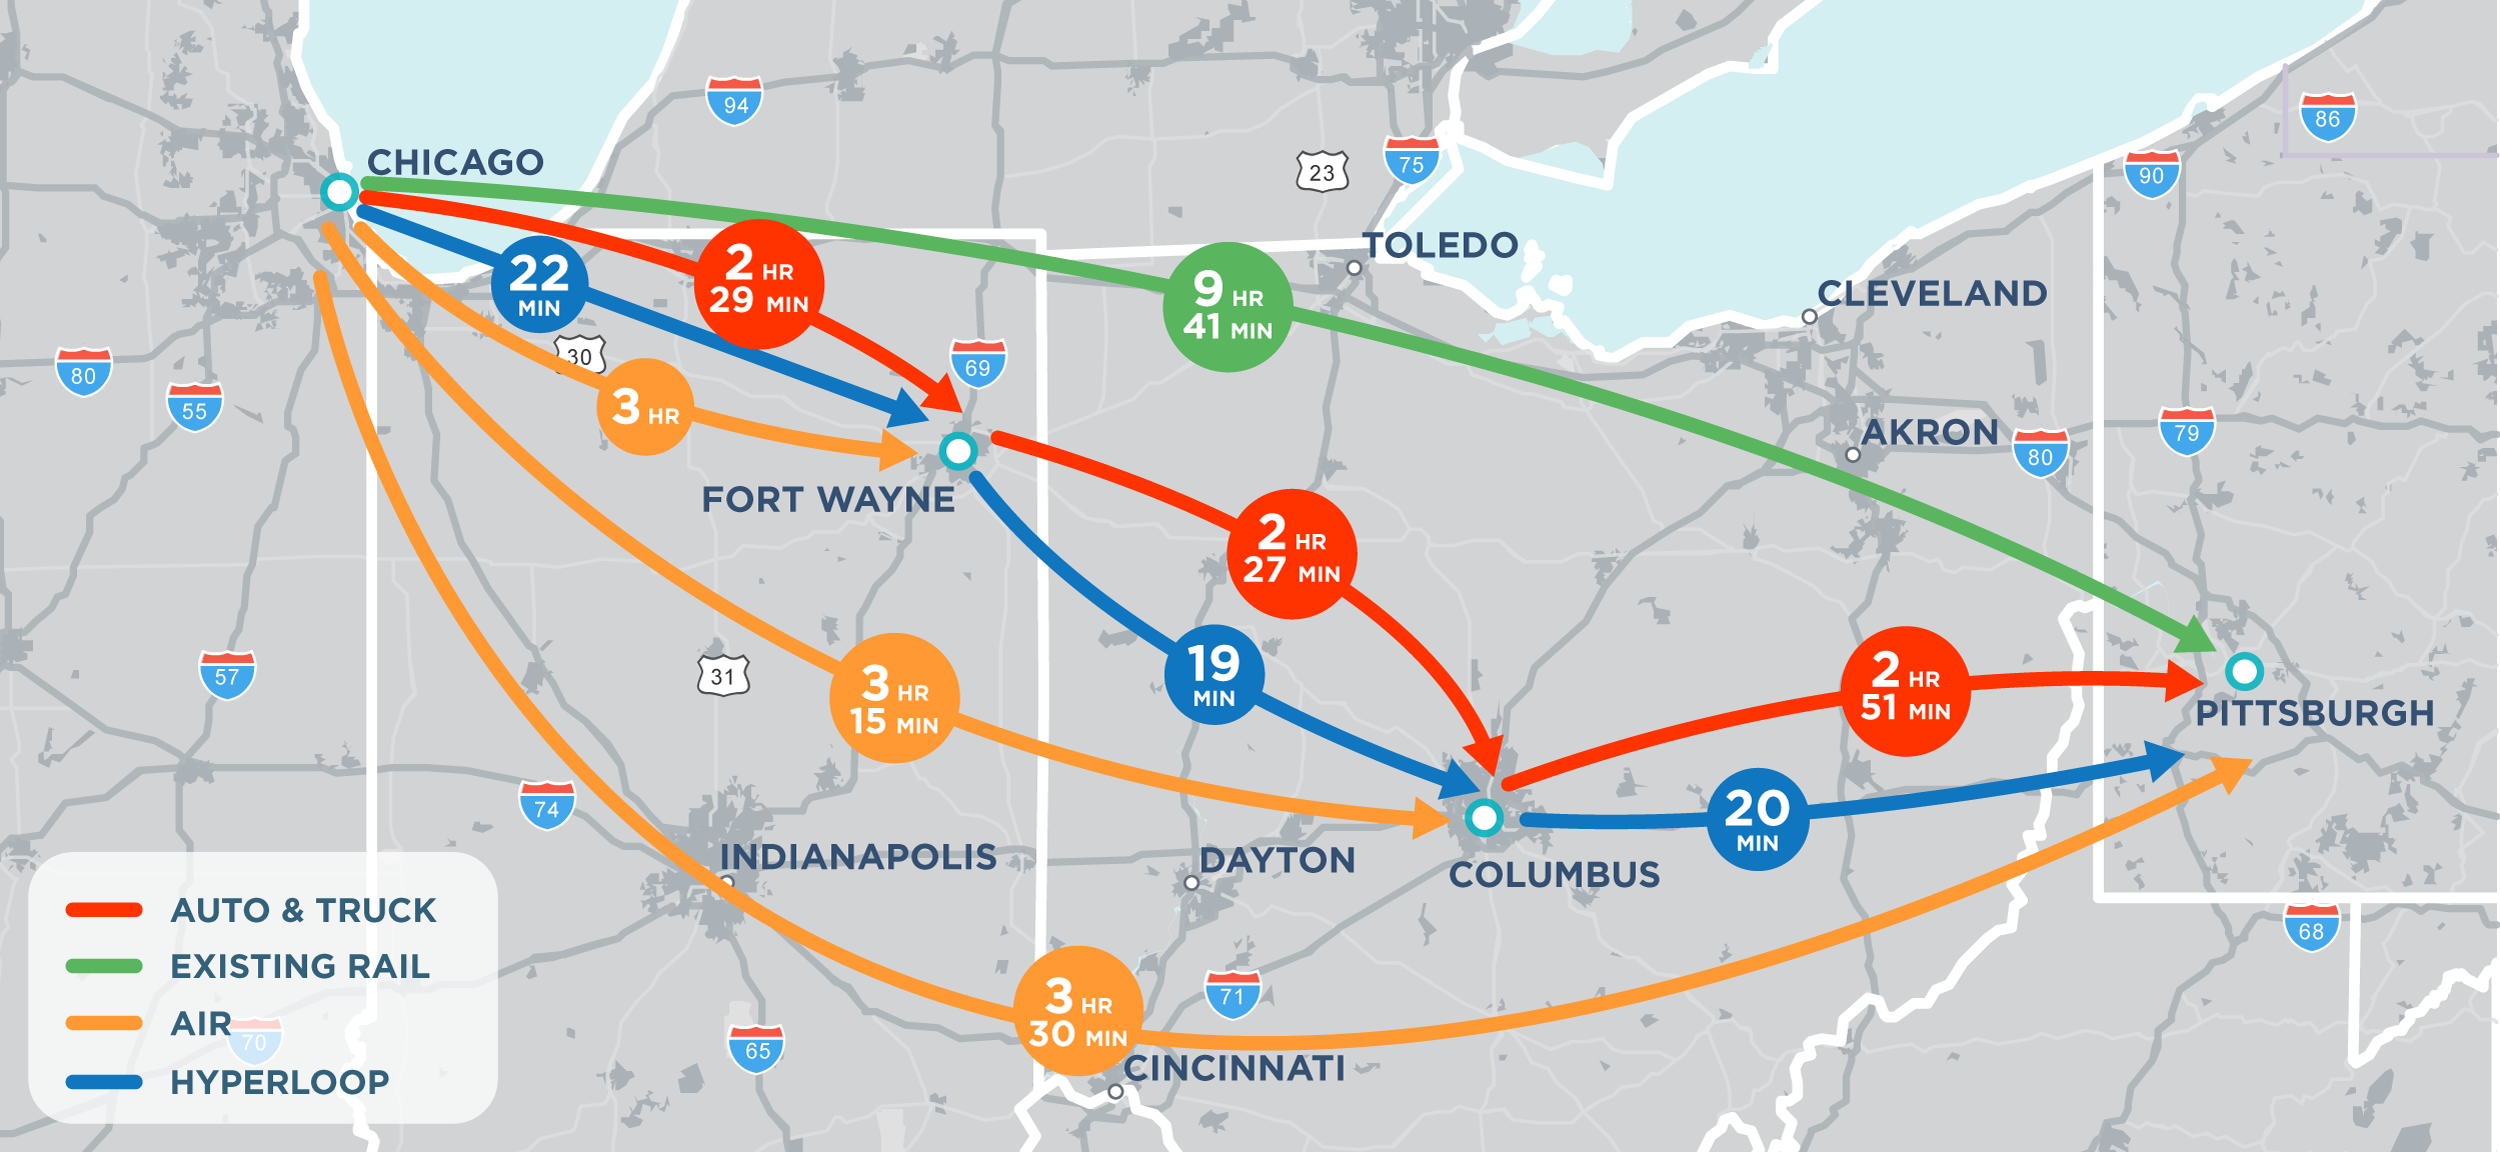 94
86
CHICAGO
23
75
90
TOLEDO
2 HR
29 MIN
22
MIN
9 HR
41 MIN
CLEVELAND
30
80
55
69
3 HR
79
AKRON
80
FORT WAYNE
2 HR
27 MIN
57
31
19
MIN
3 HR
15 MIN
2 HR
51 MIN
PITTSBURGH
74
20
MIN
INDIANAPOLIS
DAYTON
COLUMBUS
AUTO & TRUCK
EXISTING RAIL
AIR
70
HYPERLOOP
68
71
3 HR
30 MIN
65
CINCINNATI